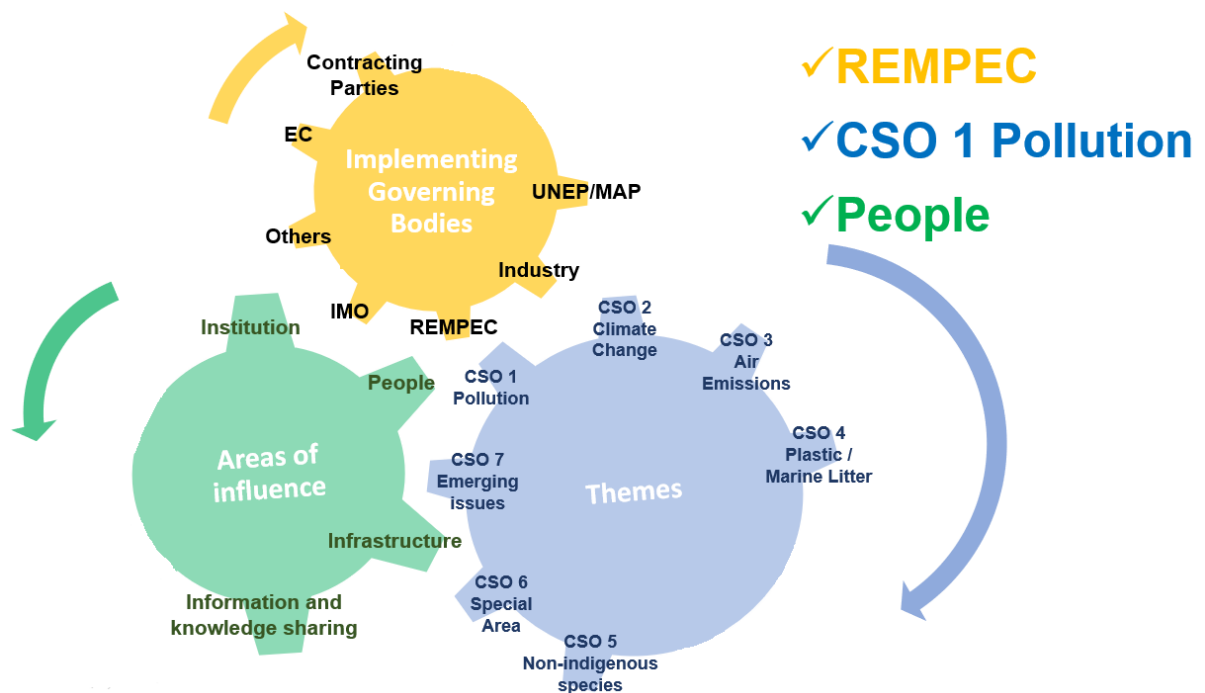 Contracting
Parties
EC
Implementing
Governing
Bodies
UNEP/MAP
Others
Industry
IMO
REMPEC
✓REMPEC
✓CSO 1 Pollution
✓People
Institution
People
Areas of
influence
Infrastructure
Information and
knowledge sharing
CSO 1
Pollution
CSO 2
Climate
Change
CSO 3
Air
Emissions
CSO 4
Plastic /
Marine Litter
CSO 7
Emerging
issues
Themes
CSO 6
Special
Area
CSO 5
Non-indigenous
species